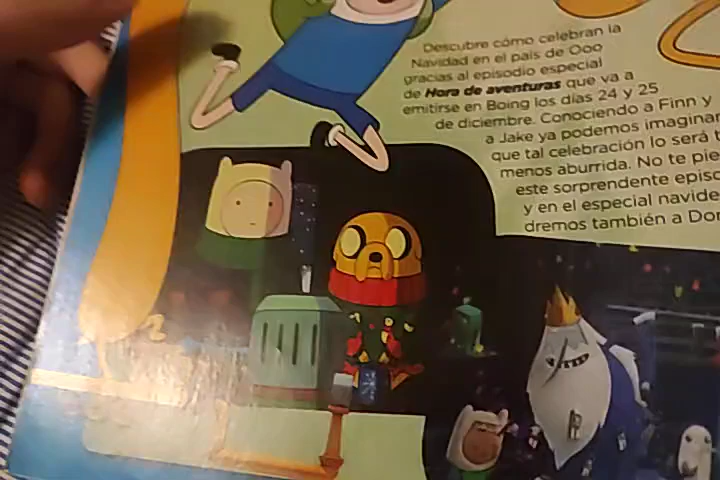 Descubre cómo celebran la
Navidad en el país de Ooo
gracias al episodio especial
de Hora de aventuras que va a
emitirse en Boing los días 24 y 25
de diciembre. Conociendo a Finn y
a Jake ya podemos imaginar
que tal celebración lo será
menos aburrida. No te
este sorprendente
y en el especial
dremos también a